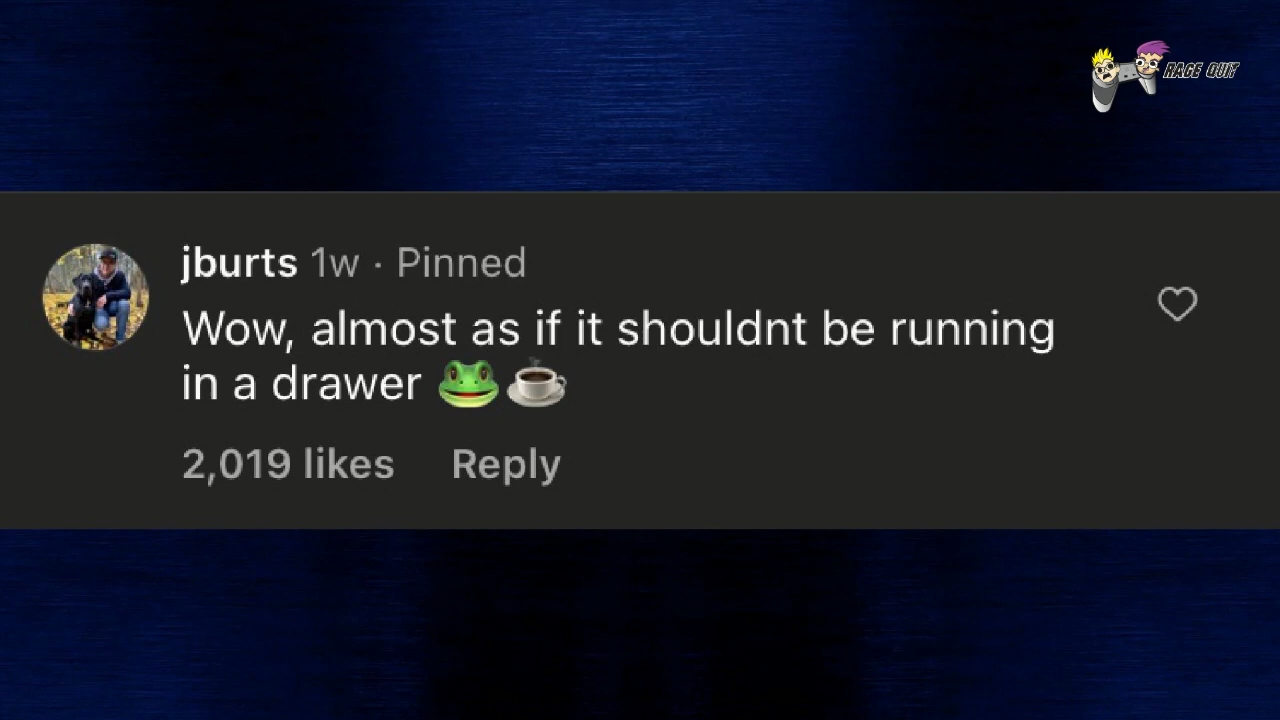 RAGE QUIT
jburts 1w · Pinned
Wow, almost as if it shouldnt be running
in a drawer 🐸☕
2,019 likes Reply